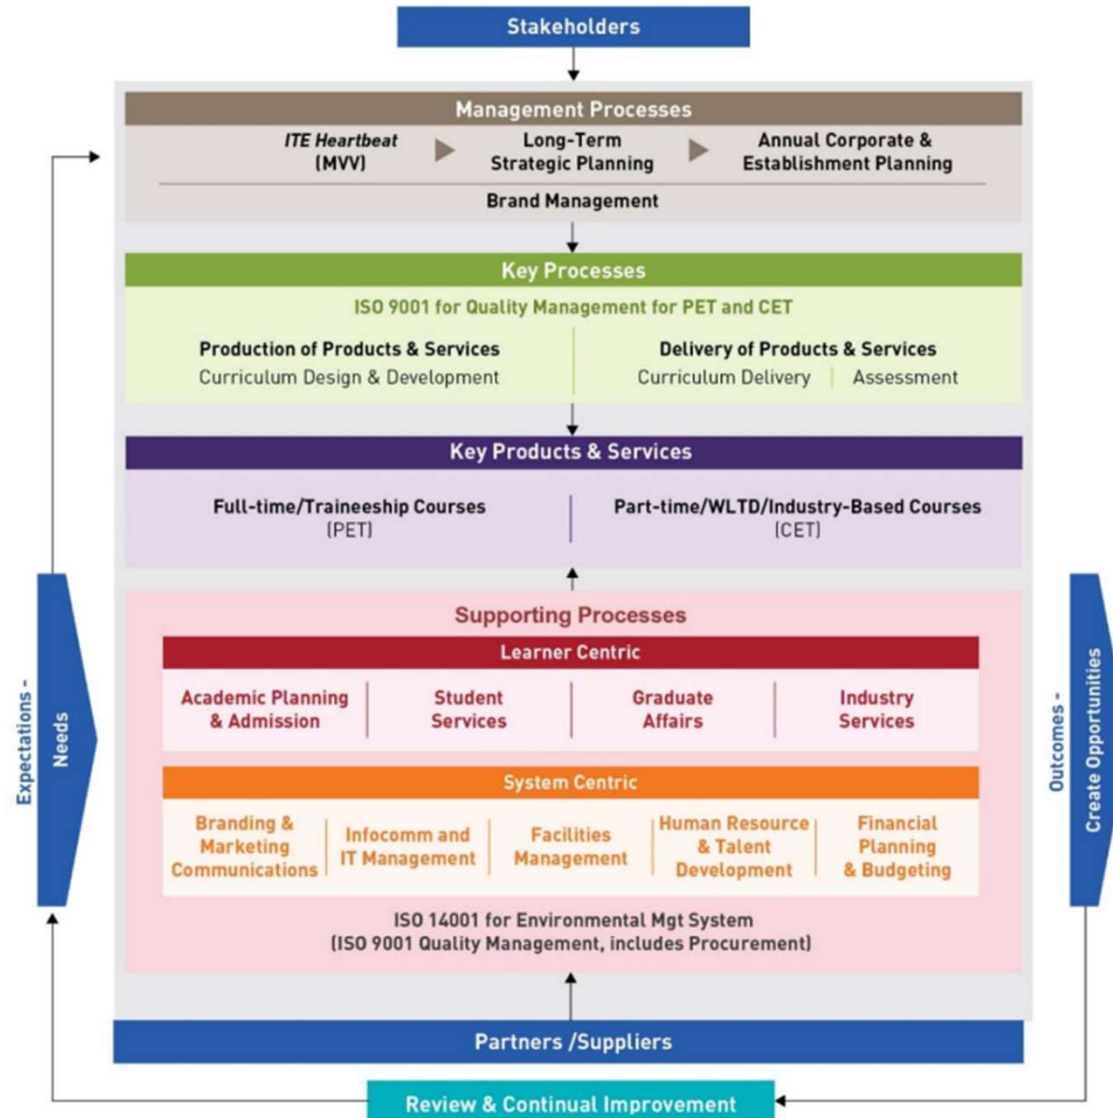 Stakeholders
Management Processes
ITE Heartbeat
(MVV)
Long-Term
Strategic Planning
Annual Corporate &
Establishment Planning
Brand Management
Key Processes
ISO 9001 for Quality Management for PET and CET
Production of Products & Services
Curriculum Design & Development
Delivery of Products & Services
Curriculum Delivery
Assessment
Key Products & Services
Full-time/Traineeship Courses
(PET)
Part-time/WLTD/Industry-Based Courses
(CET)
Expectations -
Needs
Supporting Processes
Learner Centric
Academic Planning
& Admission
Student
Services
Graduate
Affairs
Industry
Services
System Centric
Branding &
Marketing
Communications
Infocomm and
IT Management
Facilities
Management
Human Resource
& Talent
Development
Financial
Planning
& Budgeting
ISO 14001 for Environmental Mgt System
(ISO 9001 Quality Management, includes Procurement)
Outcomes -
Create Opportunities
Partners /Suppliers
Review & Continual Improvement